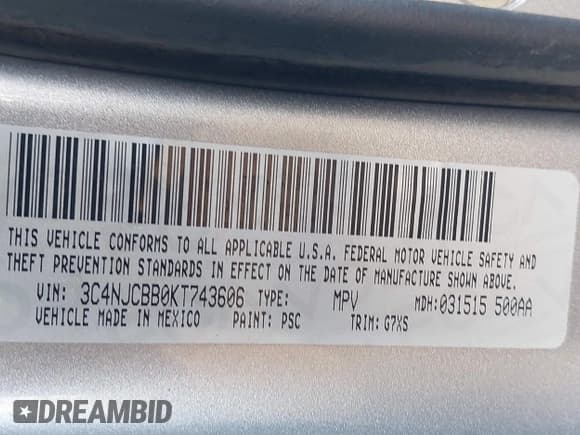 THIS VEHICLE CONFORMS TO ALL APPLICABLE U.S.A. FEDERAL MOTOR VEHICLE SAFETY AND
THEFT PREVENTION STANDARDS IN EFFECT ON THE DATE OF MANUFACTURE SHOWN ABOVE.
VIN: 3C4NJCBB0KT743606 TYPE: MPV MDH:031515 500AA
VEHICLE MADE IN MEXICO PAINT: PSC TRIM: G7XS
DREAMBID